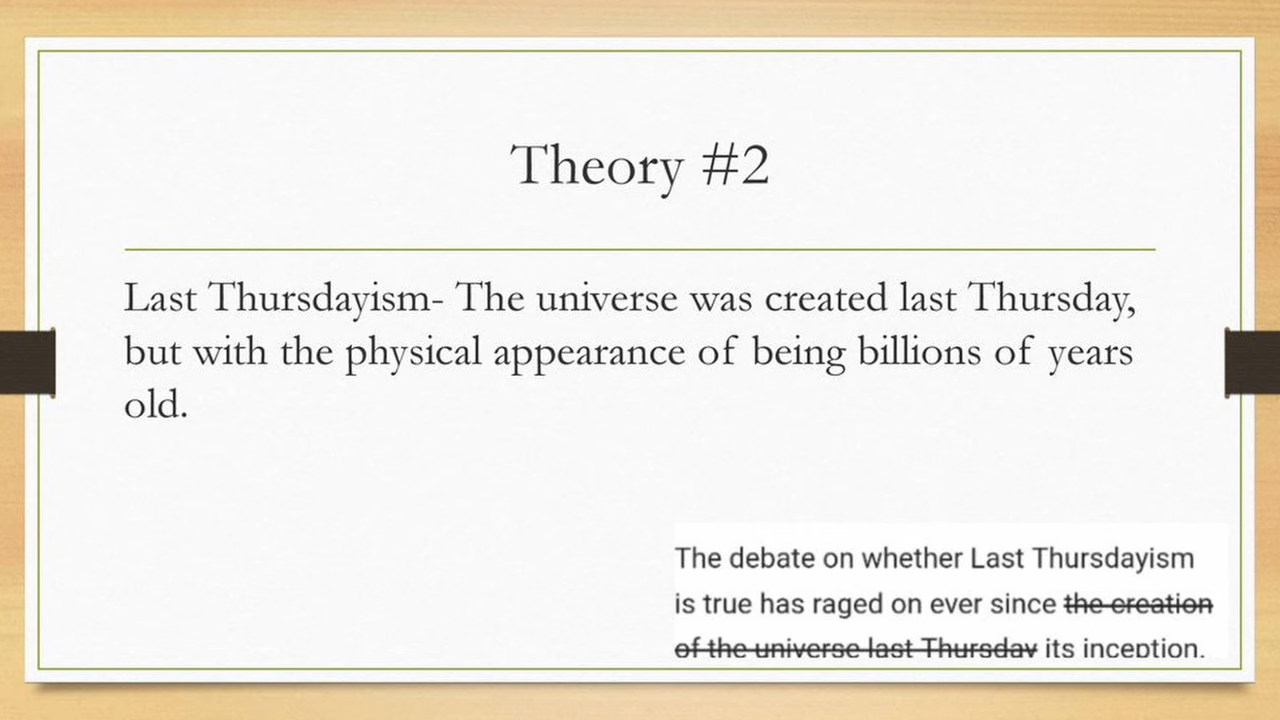 Theory #2
Last Thursdayism- The universe was created last Thursday,
but with the physical appearance of being billions of years
old.
The debate on whether Last Thursdayism
is true has raged on ever since the creation
of the universe last Thursday its inception.